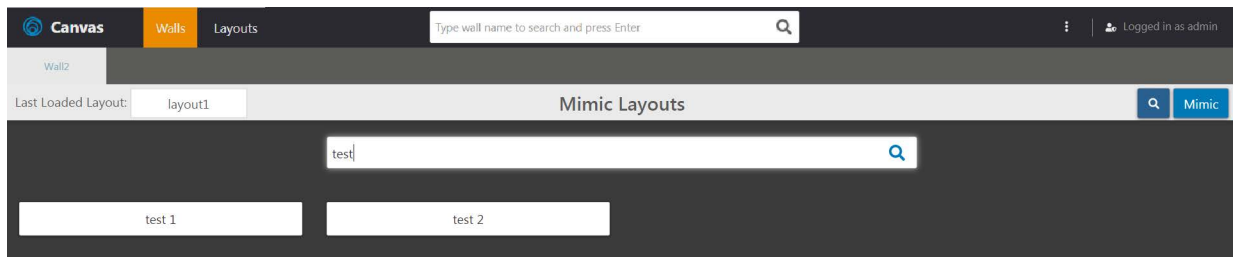 Canvas Walls Layouts Type wall name to search and press Enter Logged in as admin
Wall2
Last Loaded Layout: layout1 Mimic Layouts Mimic
test
test 1 test 2